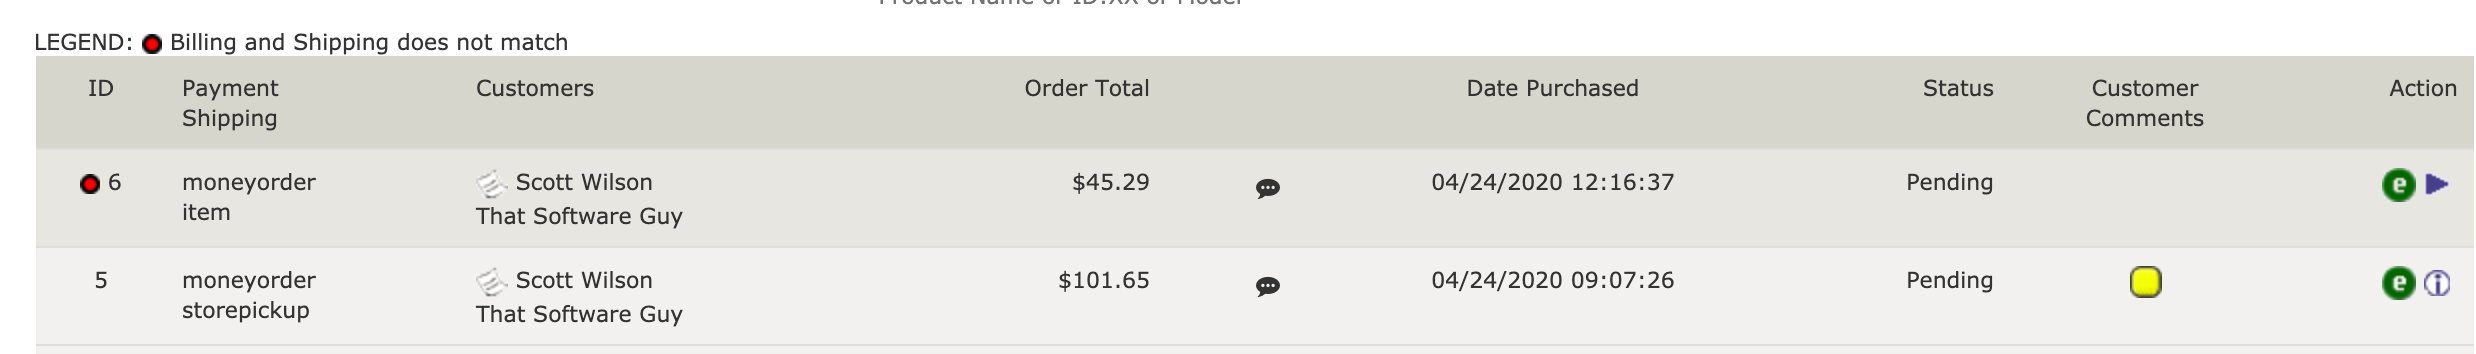 LEGEND: Billing and Shipping does not match
ID Payment Shipping Customers Order Total Date Purchased Status Customer Comments Action
6 moneyorder Scott Wilson $45.29 04/24/2020 12:16:37 Pending e
item That Software Guy
5 moneyorder Scott Wilson $101.65 04/24/2020 09:07:26 Pending e i
storepickup That Software Guy